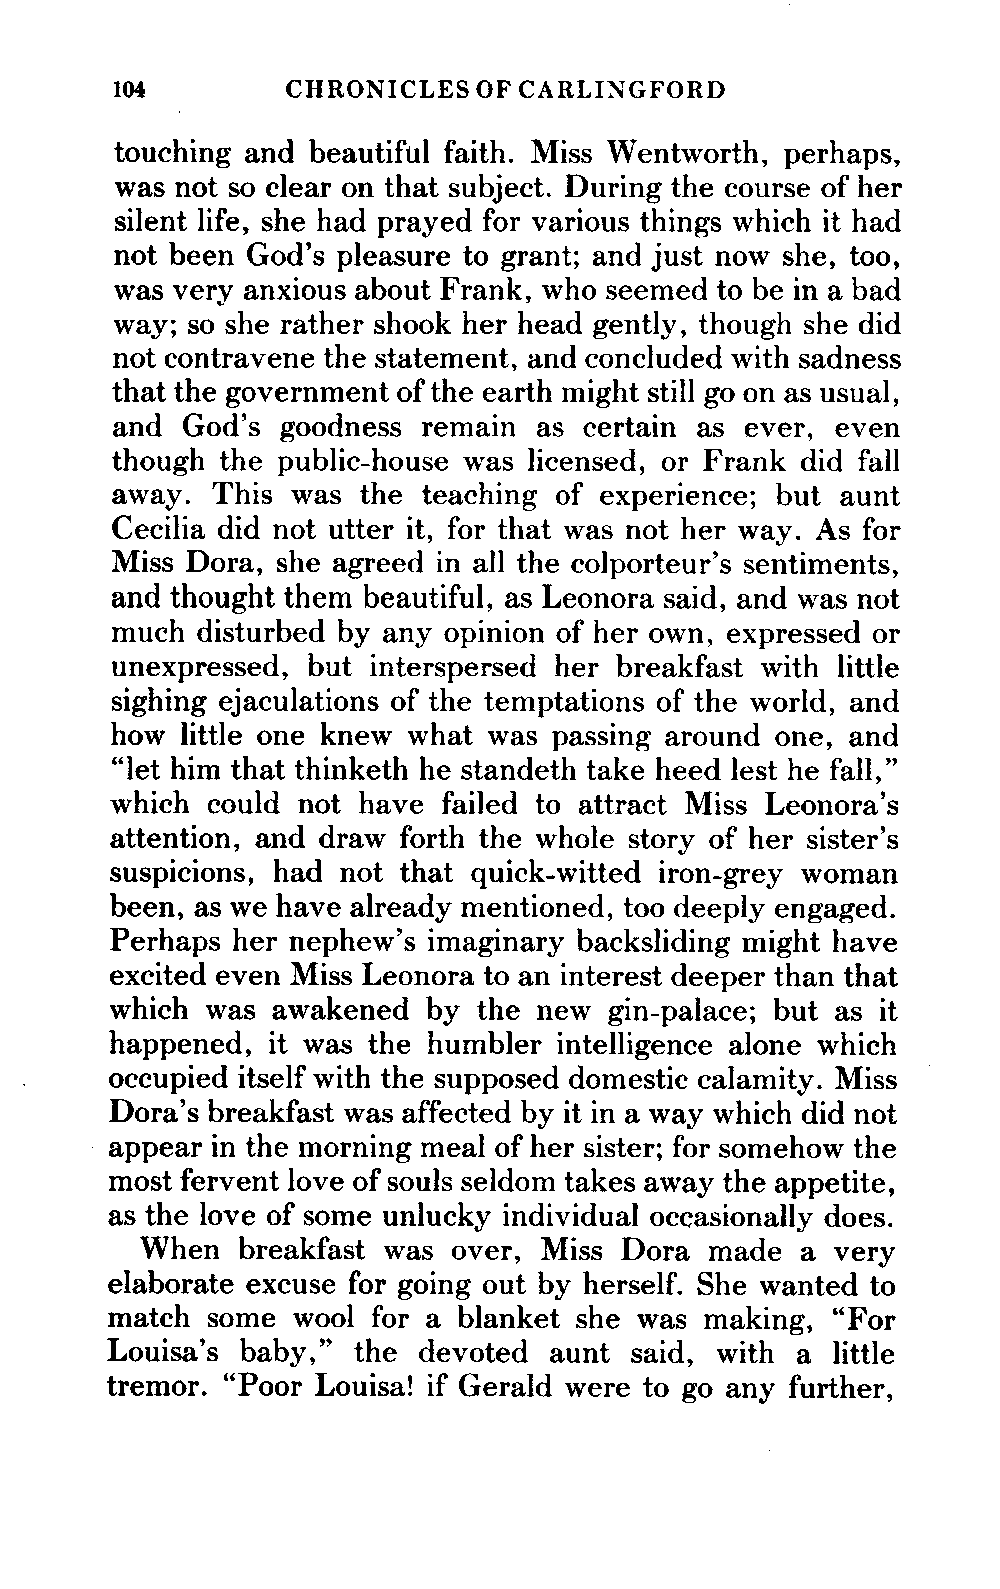 104 CHRONICLES OF CARLINGFORD
touching and beautiful faith. Miss Wentworth, perhaps,
was not so clear on that subject. During the course of her
silent life, she had prayed for various things which it had
not been God's pleasure to grant; and just now she, too,
was very anxious about Frank, who seemed to be in a bad
way; so she rather shook her head gently, though she did
not contravene the statement, and concluded with sadness
that the government of the earth might still go on as usual,
and God's goodness remain as certain as ever, even
though the public-house was licensed, or Frank did fall
away. This was the teaching of experience; but aunt
Cecilia did not utter it, for that was not her way. As for
Miss Dora, she agreed in all the colporteur's sentiments,
and thought them beautiful, as Leonora said, and was not
much disturbed by any opinion of her own, expressed or
unexpressed, but interspersed her breakfast with little
sighing ejaculations of the temptations of the world, and
how little one knew what was passing around one, and
“let him that thinketh he standeth take heed lest he fall,”
which could not have failed to attract Miss Leonora's
attention, and draw forth the whole story of her sister's
suspicions, had not that quick-witted iron-grey woman
been, as we have already mentioned, too deeply engaged.
Perhaps her nephew's imaginary backsliding might have
excited even Miss Leonora to an interest deeper than that
which was awakened by the new gin-palace; but as it
happened, it was the humbler intelligence alone which
occupied itself with the supposed domestic calamity. Miss
Dora's breakfast was affected by it in a way which did not
appear in the morning meal of her sister; for somehow the
most fervent love of souls seldom takes away the appetite,
as the love of some unlucky individual occasionally does.
When breakfast was over, Miss Dora made a very
elaborate excuse for going out by herself. She wanted to
match some wool for a blanket she was making, “For
Louisa's baby,” the devoted aunt said, with a little
tremor. “Poor Louisa! if Gerald were to go any further,